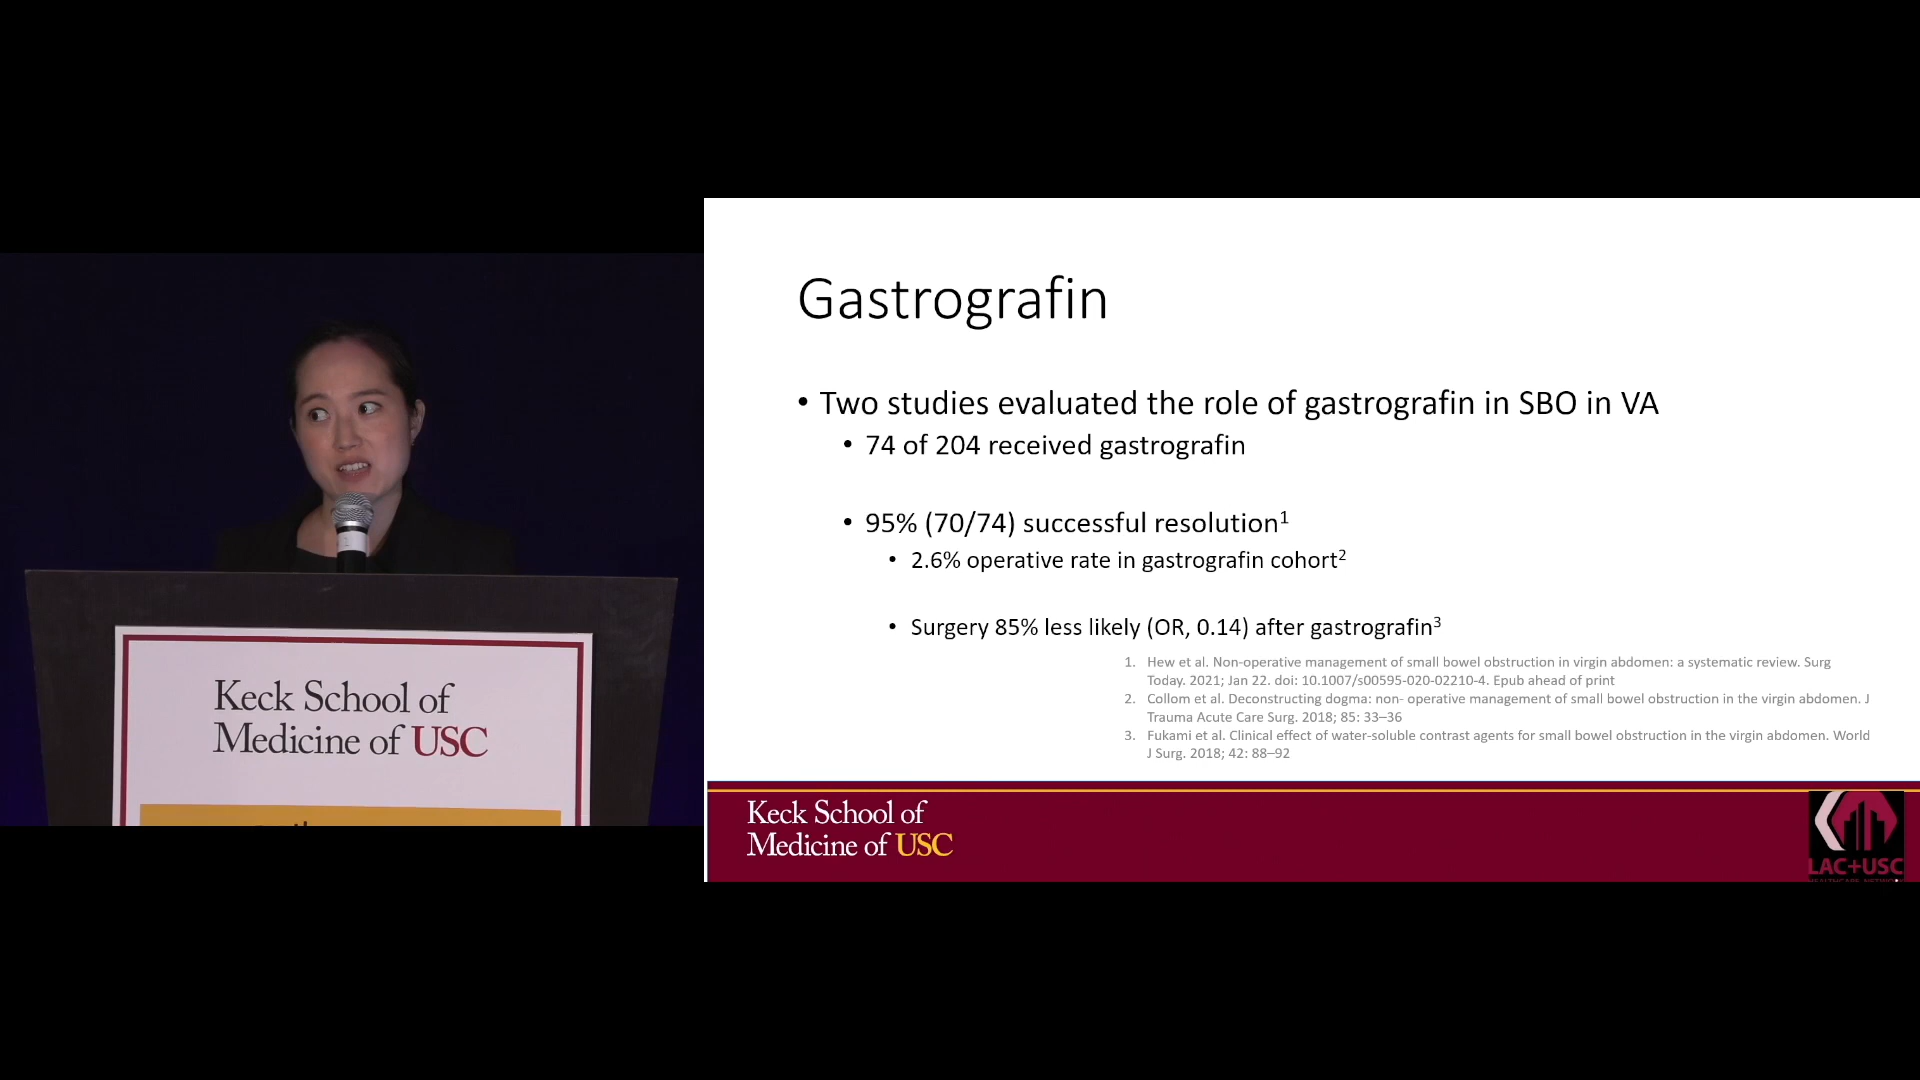 Gastrografin
• Two studies evaluated the role of gastrografin in SBO in VA
• 74 of 204 received gastrografin
• 95% (70/74) successful resolution1
• 2.6% operative rate in gastrografin cohort2
• Surgery 85% less likely (OR, 0.14) after gastrografin3
1. Hew et al. Non-operative management of small bowel obstruction in virgin abdomen: a systematic review. Surg
Today. 2021; Jan 22. doi: 10.1007/s00595-020-02210-4. Epub ahead of print
2. Collom et al. Deconstructing dogma: non- operative management of small bowel obstruction in the virgin abdomen. J
Trauma Acute Care Surg. 2018; 85: 33–36
3. Fukami et al. Clinical effect of water-soluble contrast agents for small bowel obstruction in the virgin abdomen. World
J Surg. 2018; 42: 88–92
Keck School of
Medicine of USC
LAC+USC
Keck School of
Medicine of USC